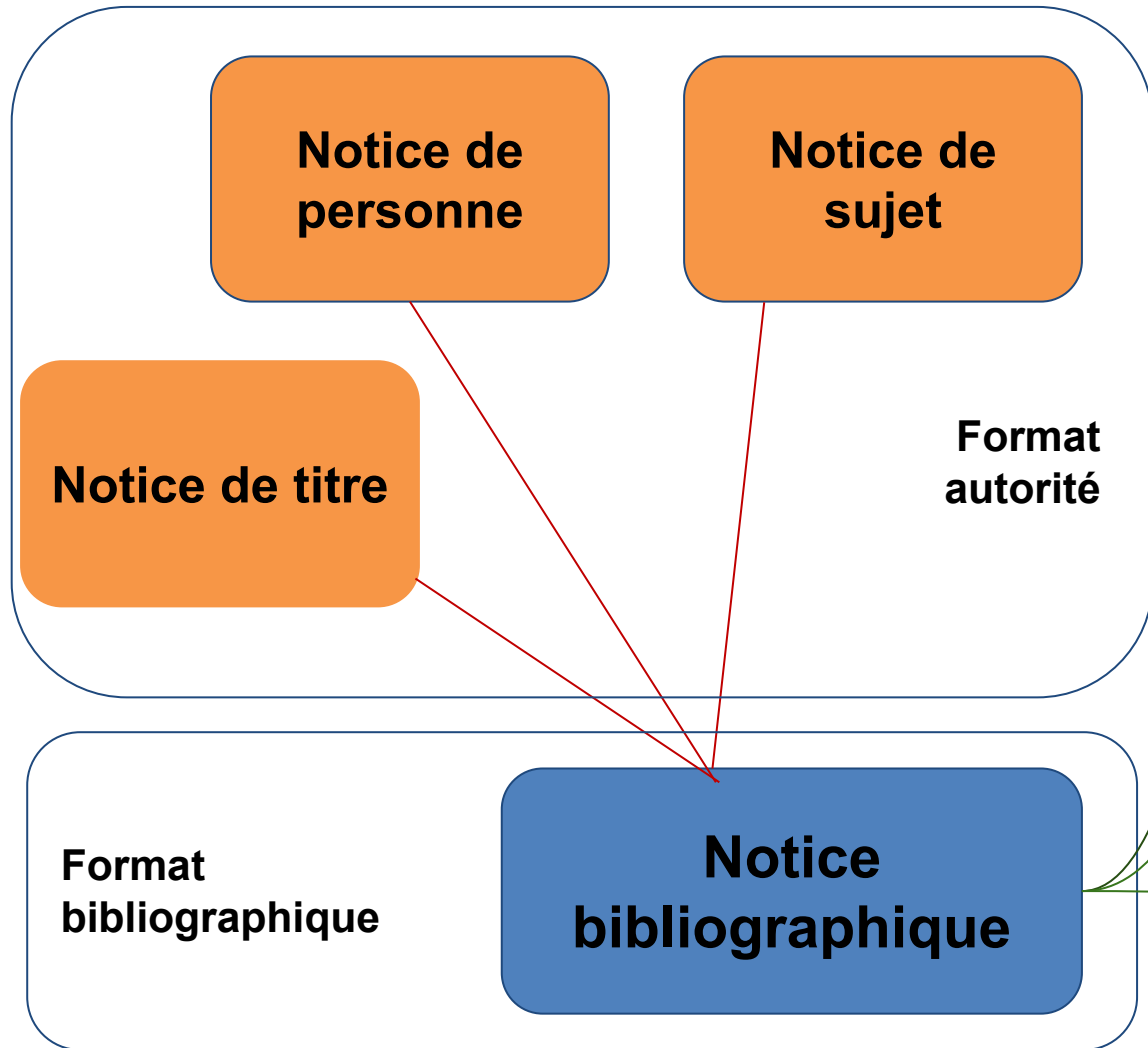 Notice de
personne
Notice de
sujet
Notice de titre
Format
autorité
Format
bibliographique
Notice
bibliographique